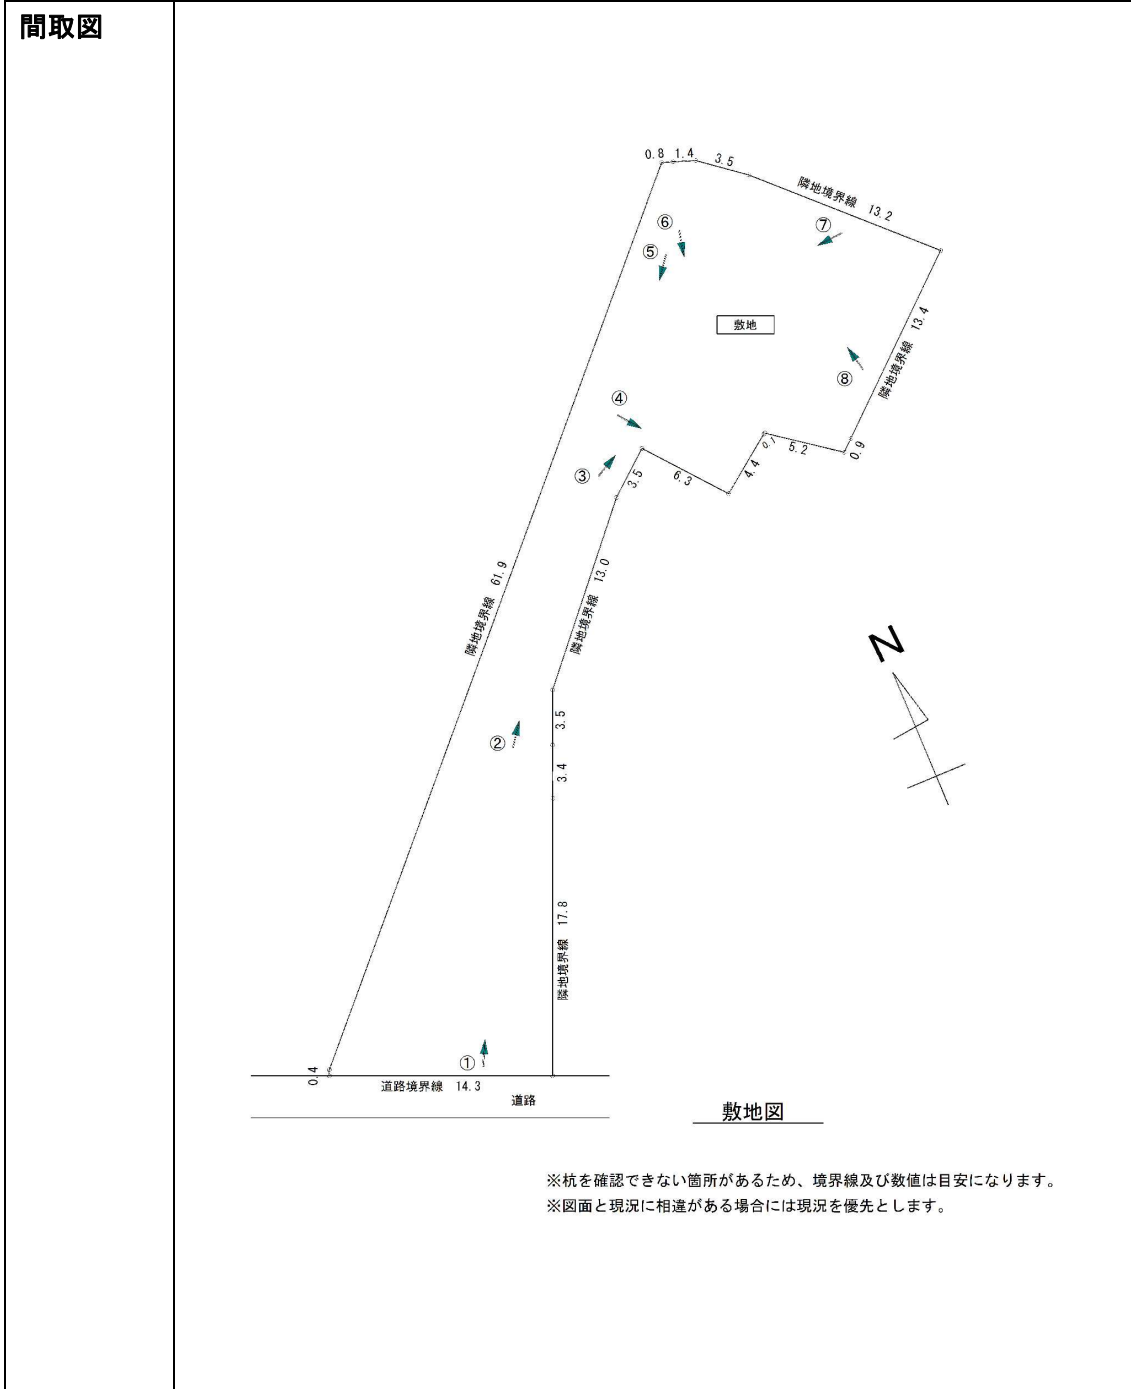 間取図
0.8
1.4
3.5
隣地境界線 13.2
⑥
⑦
⑤
敷地
隣地境界線 13.4
⑧
④
0.1
5.2
0.9
③
3.5
6.3
4.4
隣地境界線 61.9
隣地境界線 13.0
N
3.5
②
3.4
隣地境界線 17.8
①
0.4
道路境界線 14.3
道路
敷地図
※杭を確認できない箇所があるため、境界線及び数値は目安になります。
※図面と現況に相違がある場合には現況を優先とします。